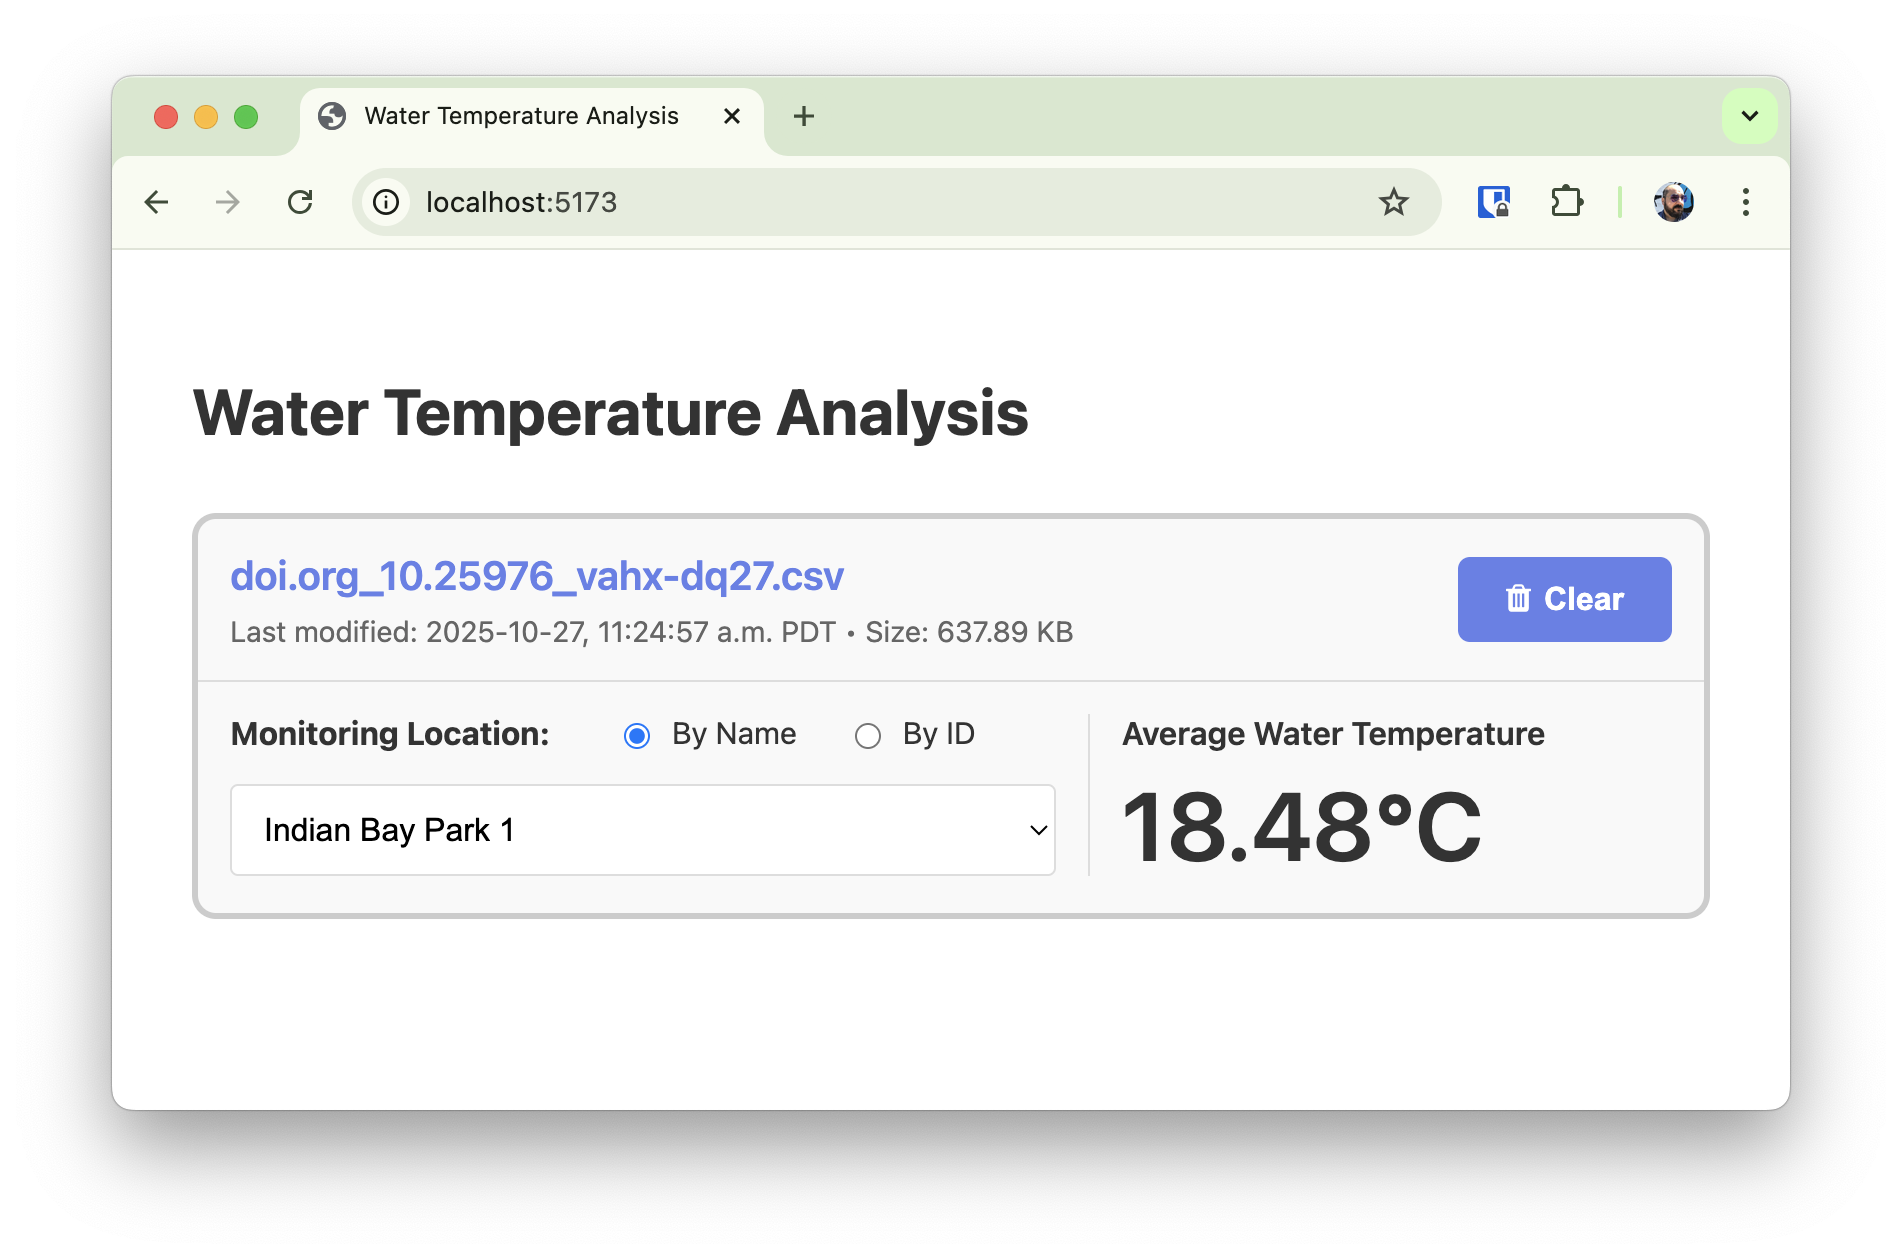 Water Temperature Analysis
localhost:5173
Water Temperature Analysis
doi.org_10.25976_vahx-dq27.csv
Last modified: 2025-10-27, 11:24:57 a.m. PDT • Size: 637.89 KB
Clear
Monitoring Location:
By Name
By ID
Indian Bay Park 1
Average Water Temperature
18.48°C